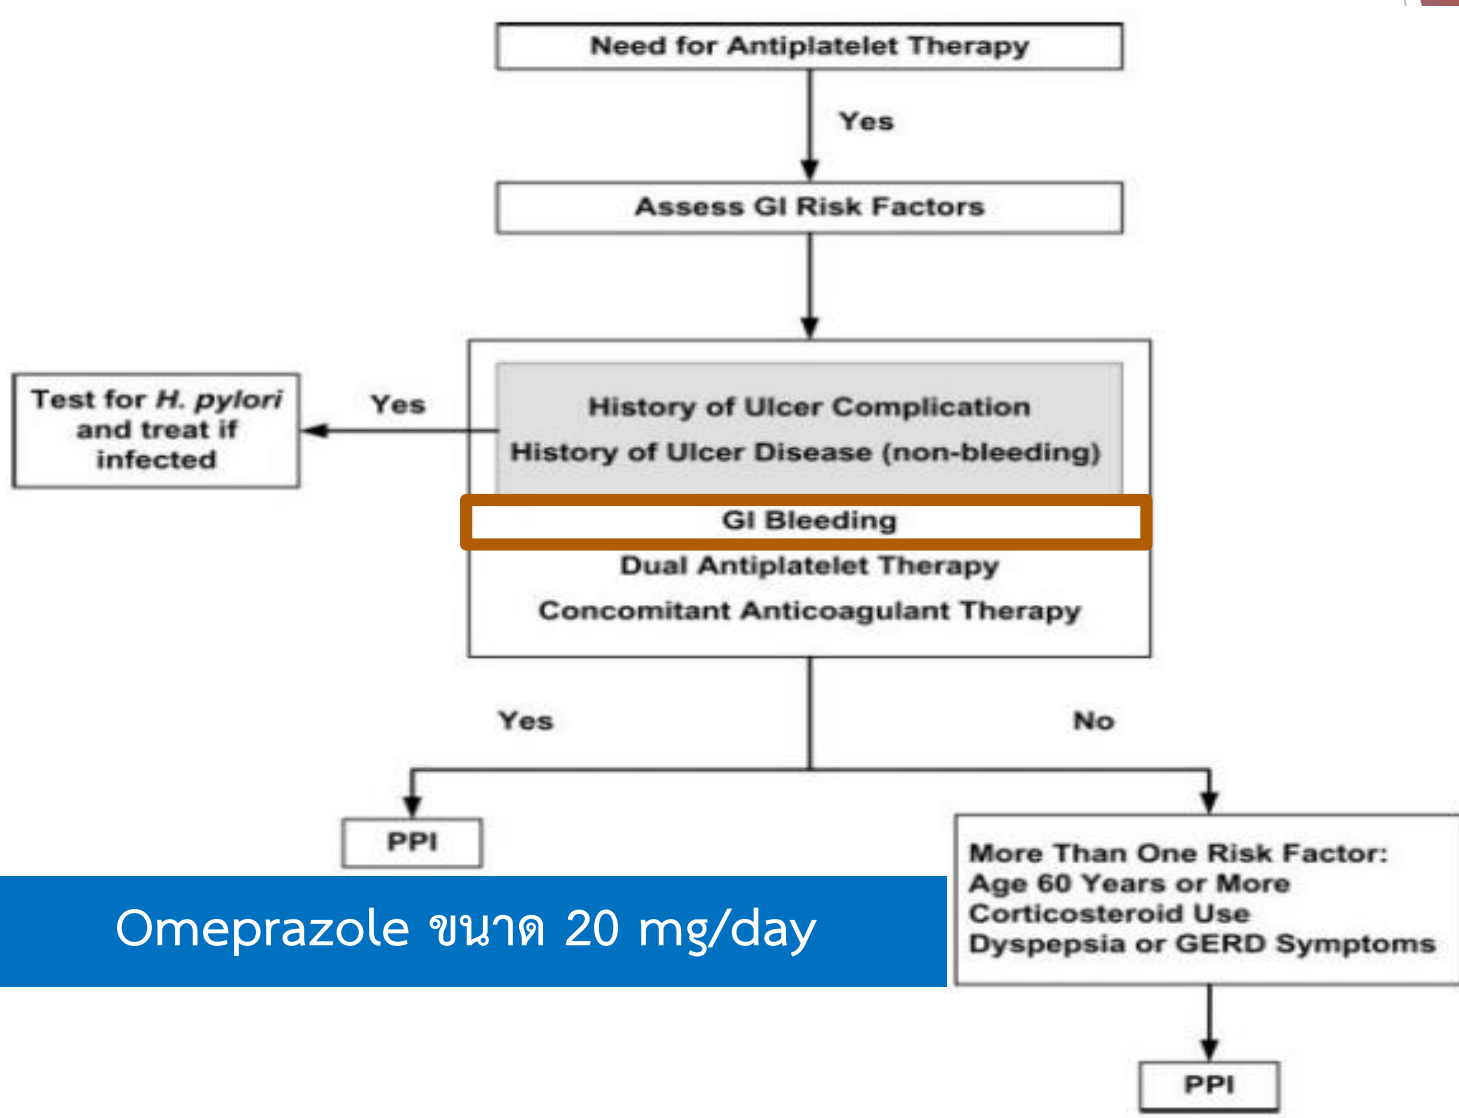 Need for Antiplatelet Therapy
Yes
Assess GI Risk Factors
Test for H. pylori
and treat if
infected
Yes
History of Ulcer Complication
History of Ulcer Disease (non-bleeding)
GI Bleeding
Dual Antiplatelet Therapy
Concomitant Anticoagulant Therapy
Yes
No
PPI
Omeprazole ขนาด 20 mg/day
More Than One Risk Factor:
Age 60 Years or More
Corticosteroid Use
Dyspepsia or GERD Symptoms
PPI